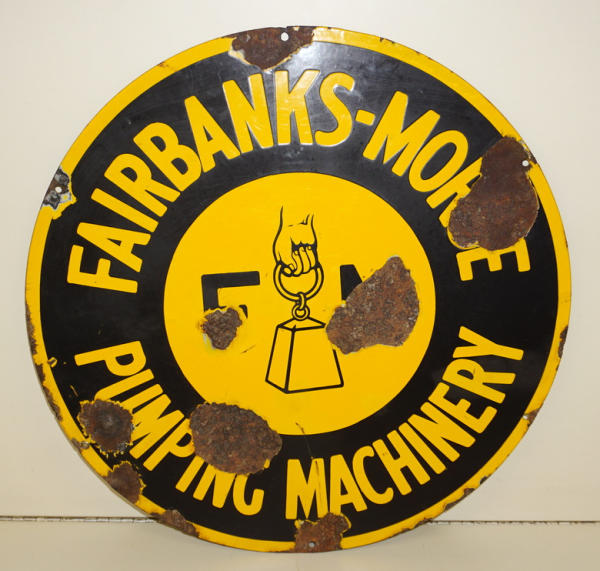 FAIRBANKS-MORSE
F M
PUMPING MACHINERY